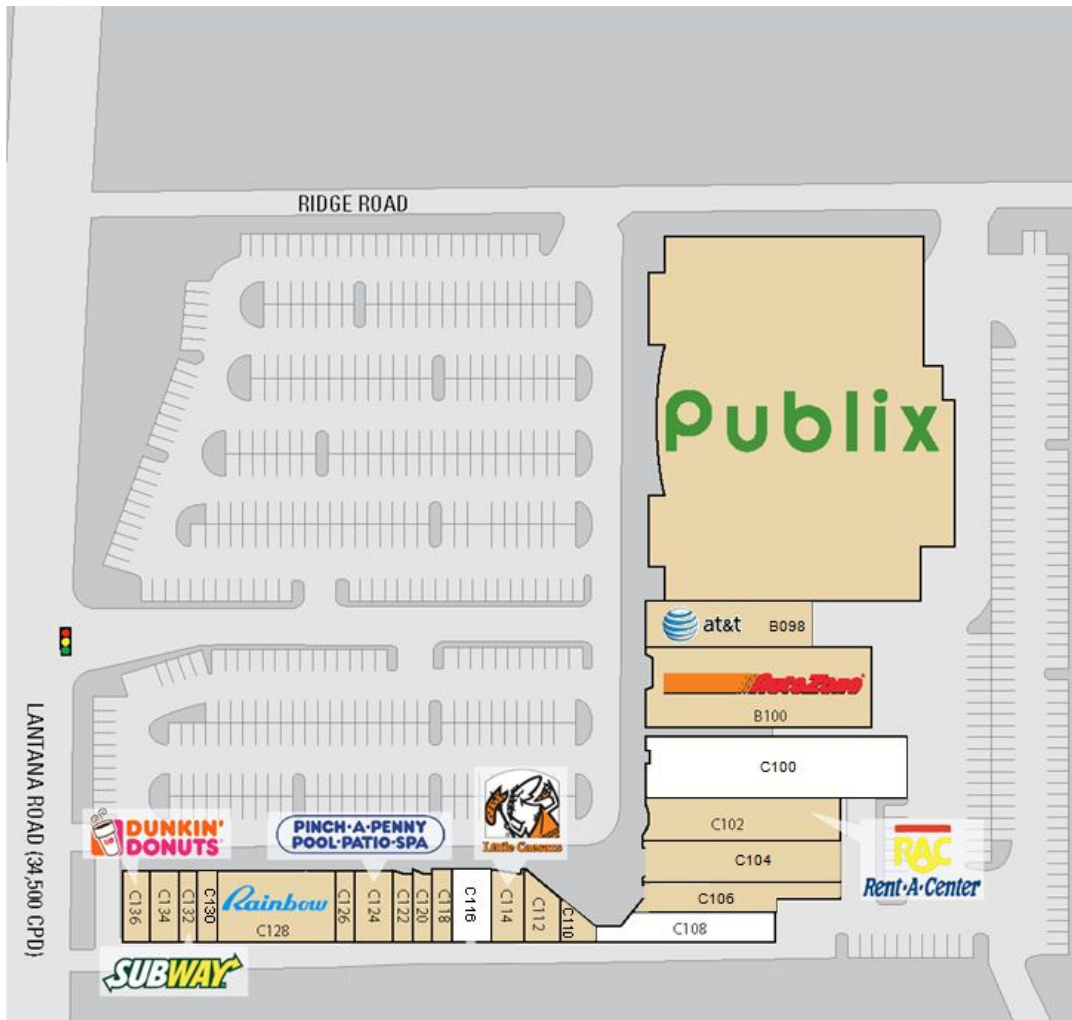 RIDGE ROAD
Publix
at&t B098
AutoZone
B100
LANTANA ROAD (34,500 CPD)
C100
C102
RAC
Rent-A-Center
C104
C106
C108
DUNKIN'
DONUTS
PINCH-A-PENNY
POOL·PATIO·SPA
Little Caesars
C136
C134
C132
C130
Rainbow
C128
C126
C124
C122
C120
C118
C116
C114
C112
C110
SUBWAY